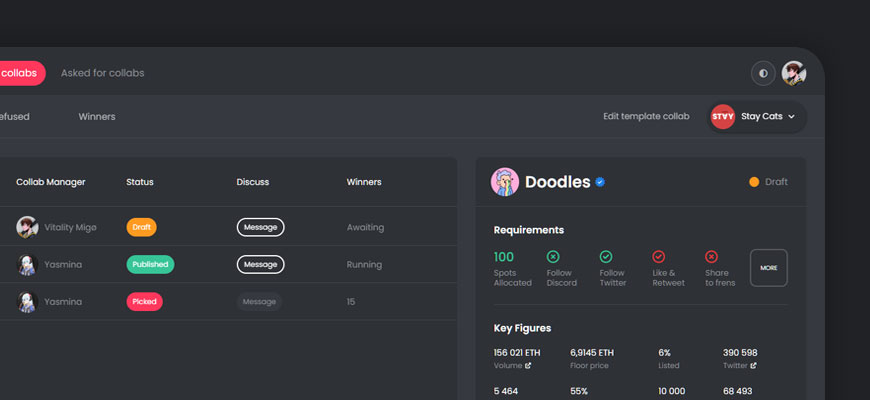 collabs
Asked for collabs
efused
Winners
Edit template collab
STVY
Stay Cats
Collab Manager
Status
Discuss
Winners
Vitality Migø
Draft
Message
Awaiting
Yasmina
Published
Message
Running
Yasmina
Picked
Message
15
Doodles
Draft
Requirements
100
Spots
Allocated
Follow
Discord
Follow
Twitter
Like &
Retweet
Share
to frens
MORE
Key Figures
156 021 ETH
Volume
6,9145 ETH
Floor price
6%
Listed
390 598
Twitter
5 464
55%
10 000
68 493